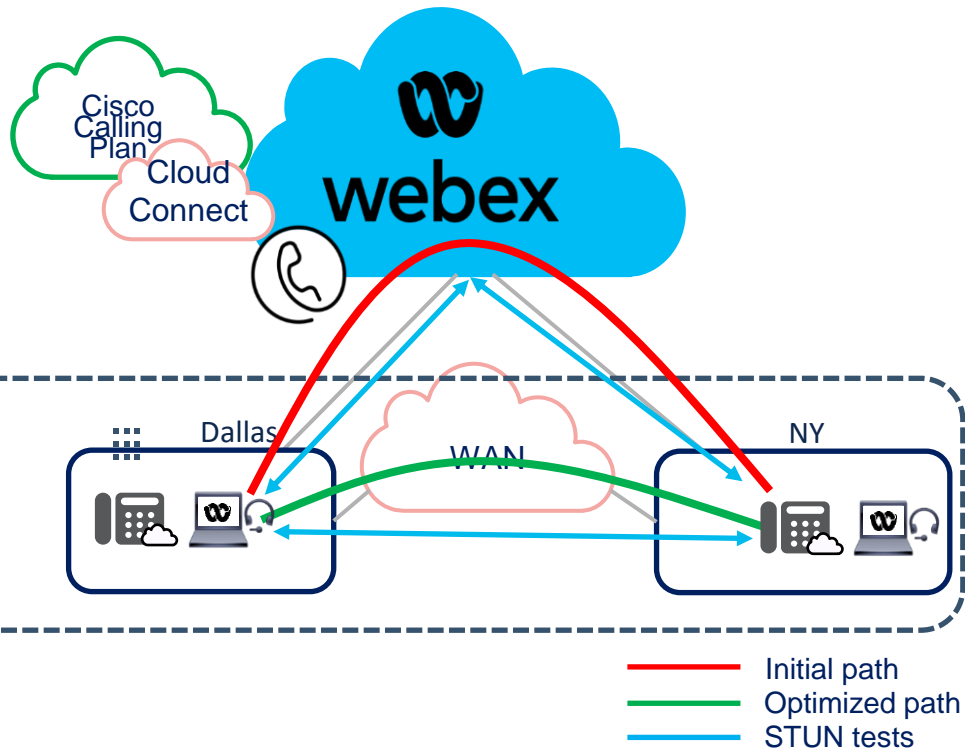 Cisco
Calling
Plan
Cloud
Connect
webex
Dallas
NY
WAN
Initial path
Optimized path
STUN tests